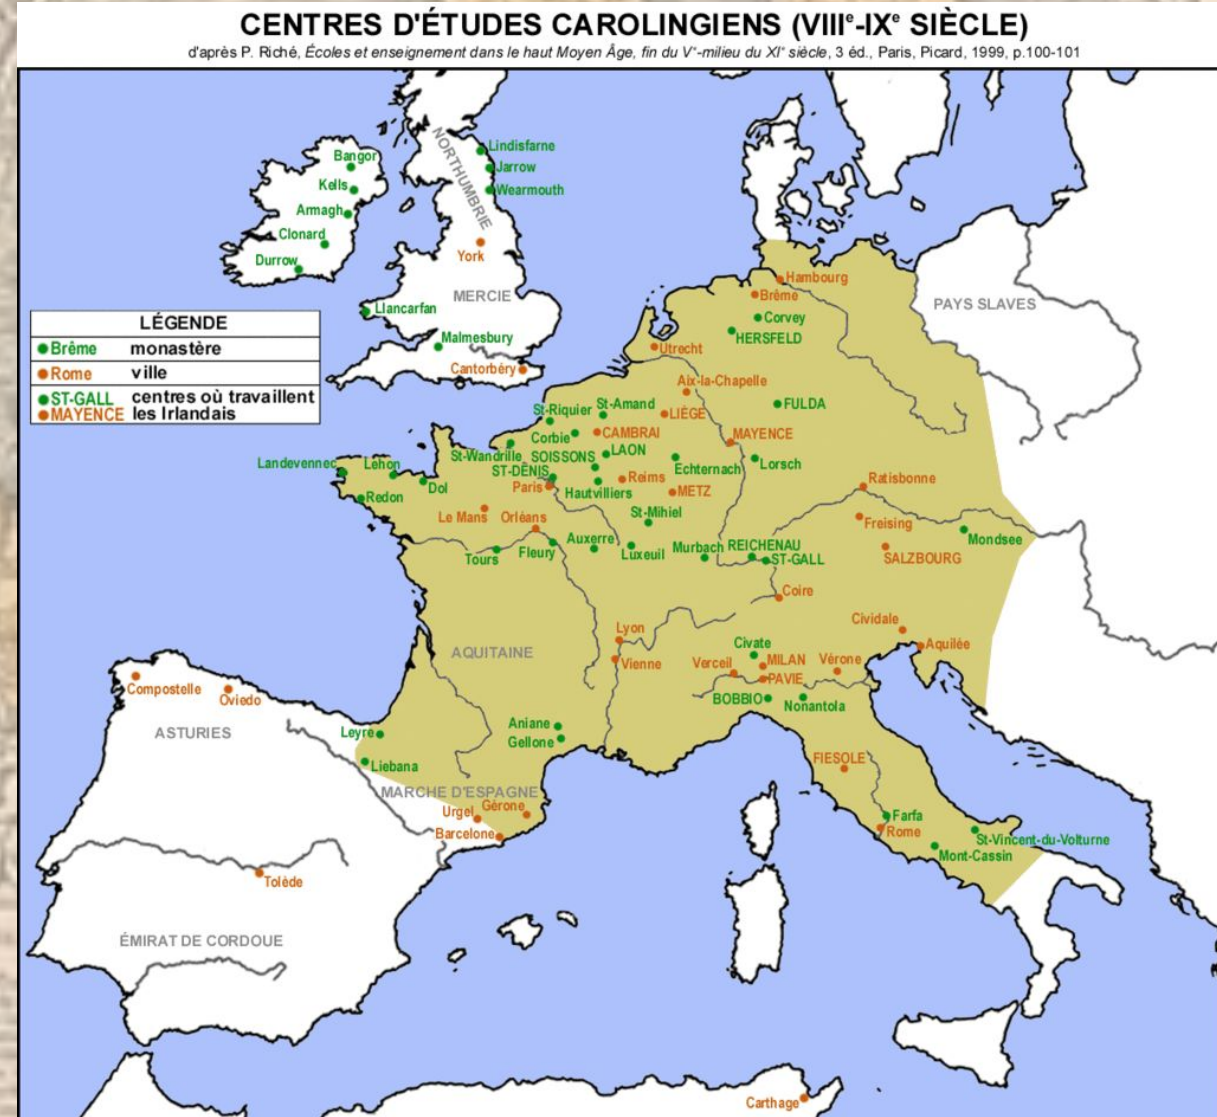 CENTRES D'ÉTUDES CAROLINGIENS (VIIIᵉ-IXᵉ SIÈCLE)
d'après P. Riché, Écoles et enseignement dans le haut Moyen Âge, fin du Vᵉ-milieu du XIᵉ siècle, 3 éd., Paris, Picard, 1999, p.100-101
NORTHUMBRIE
Lindisfarne
Jarrow
Wearmouth
Bangor
Kells
Armagh
Clonard
Durrow
York
MERCIE
Llancarfan
Malmesbury
Cantorbéry
LÉGENDE
Brême monastère
Rome ville
ST-GALL centres où travaillent
MAYENCE les Irlandais
Hambourg
Brême
Corvey
HERSFELD
PAYS SLAVES
Utrecht
Aix-la-Chapelle
FULDA
St-Riquier
St-Amand
LIÈGE
Corbie
CAMBRAI
MAYENCE
St-Wandrille
SOISSONS
LAON
Echternach
Lorsch
Landevennec
Lehon
ST-DENIS
Dol
Paris
Reims
Hautvilliers
METZ
Ratisbonne
Redon
Le Mans
Orléans
St-Mihiel
Freising
Mondsee
Tours
Fleury
Auxerre
Luxeuil
Murbach
REICHENAU
ST-GALL
SALZBOURG
Coire
Lyon
Vienne
Cividale
Aquilée
AQUITAINE
Civate
Verceil
MILAN
Vérone
PAVIE
BOBBIO
Nonantola
Compostelle
Oviedo
ASTURIES
Leyre
Liebana
Aniane
Gellone
MARCHE D'ESPAGNE
Urgel
Gérone
Barcelone
FIESOLE
Farfa
Rome
St-Vincent-du-Volturne
Mont-Cassin
Tolède
ÉMIRAT DE CORDOUE
Carthage